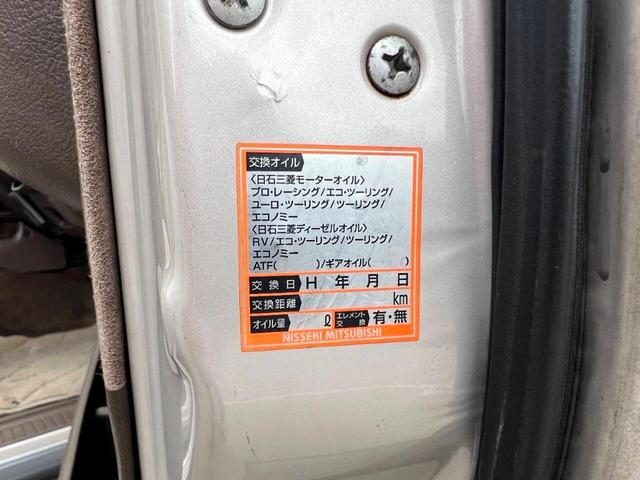 交換オイル
〈日石三菱モーターオイル〉
プロ・レーシング/エコ・ツーリング/
ユーロ・ツーリング/ツーリング/
エコノミー
〈日石三菱ディーゼルオイル〉
RV/エコ・ツーリング/ツーリング/
エコノミー
ATF( )/ギアオイル( )
交換日 H 年 月 日
交換距離 km
オイル量 ℓ エレメント交換 有・無
NISSEKI MITSUBISHI